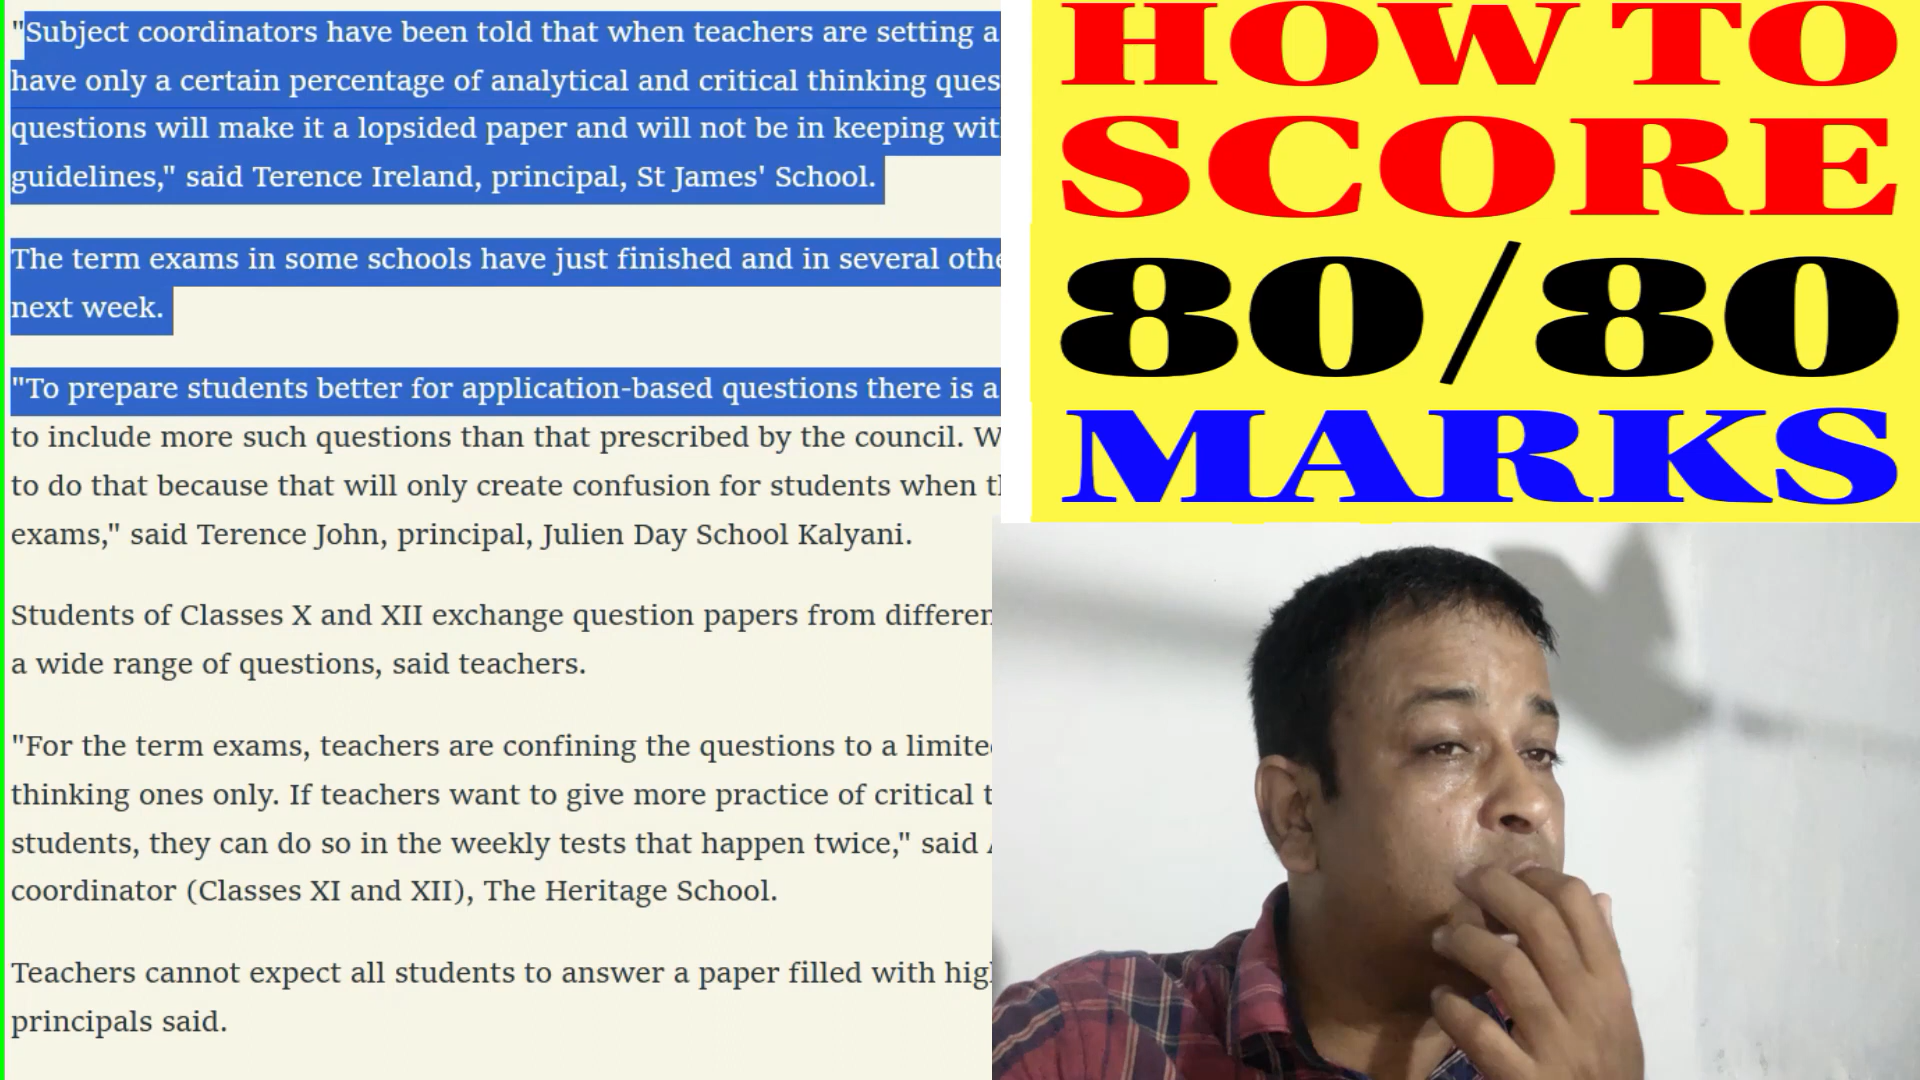 "Subject coordinators have been told that when teachers are setting a
have only a certain percentage of analytical and critical thinking ques
questions will make it a lopsided paper and will not be in keeping wit
guidelines," said Terence Ireland, principal, St James' School.
The term exams in some schools have just finished and in several othe
next week.
"To prepare students better for application-based questions there is a
to include more such questions than that prescribed by the council. W
to do that because that will only create confusion for students when t
exams," said Terence John, principal, Julien Day School Kalyani.
Students of Classes X and XII exchange question papers from differen
a wide range of questions, said teachers.
"For the term exams, teachers are confining the questions to a limite
thinking ones only. If teachers want to give more practice of critical t
students, they can do so in the weekly tests that happen twice," said
coordinator (Classes XI and XII), The Heritage School.
Teachers cannot expect all students to answer a paper filled with hig
principals said.
HOW TO
SCORE
80/80
MARKS